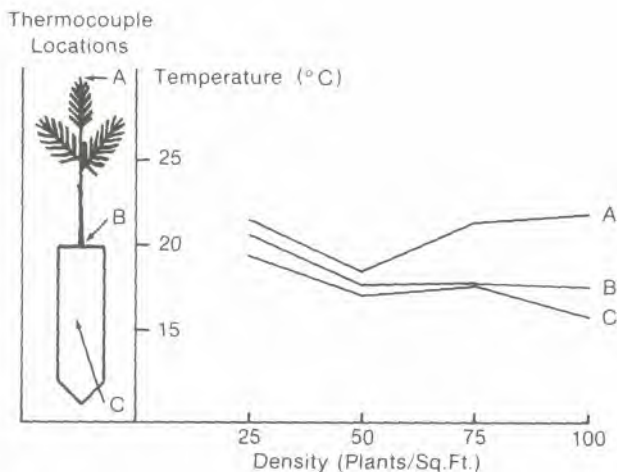 Thermocouple
Locations
A
Temperature (°C)
25
A
B
20
B
C
15
C
25 50 75 100
Density (Plants/Sq.Ft.)